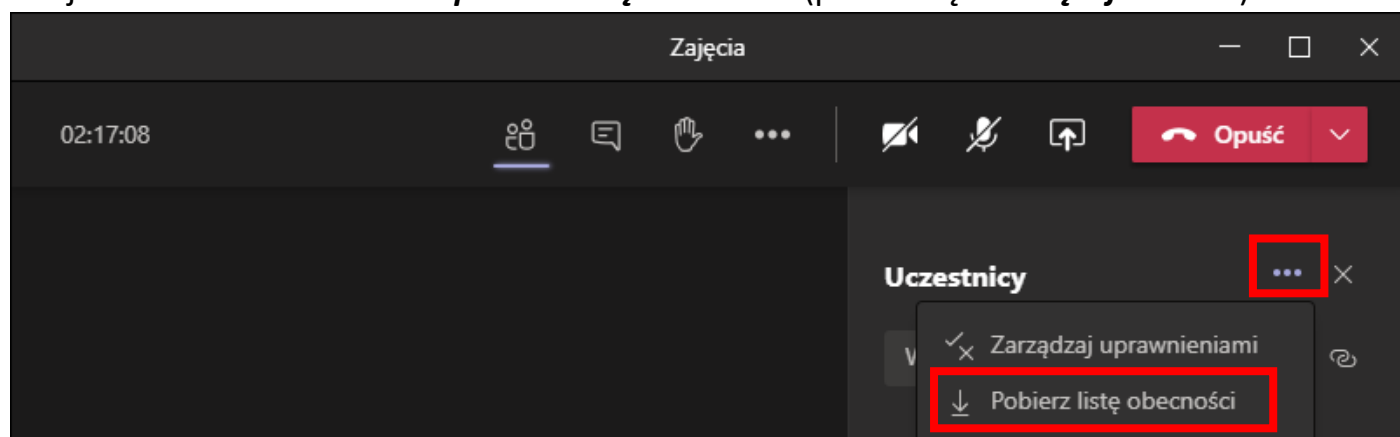 Zajęcia
02:17:08
Opuść
Uczestnicy
Zarządzaj uprawnieniami
Pobierz listę obecności